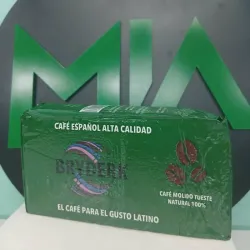 MIA
CAFÉ ESPAÑOL ALTA CALIDAD
BRYDERK
CAFÉ MOLIDO TUESTE
NATURAL 100%
EL CAFÉ PARA EL GUSTO LATINO